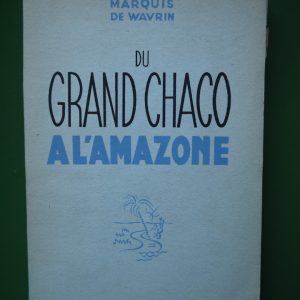 MARQUIS
DE WAVRIN
DU
GRAND CHACO
A L'AMAZONE